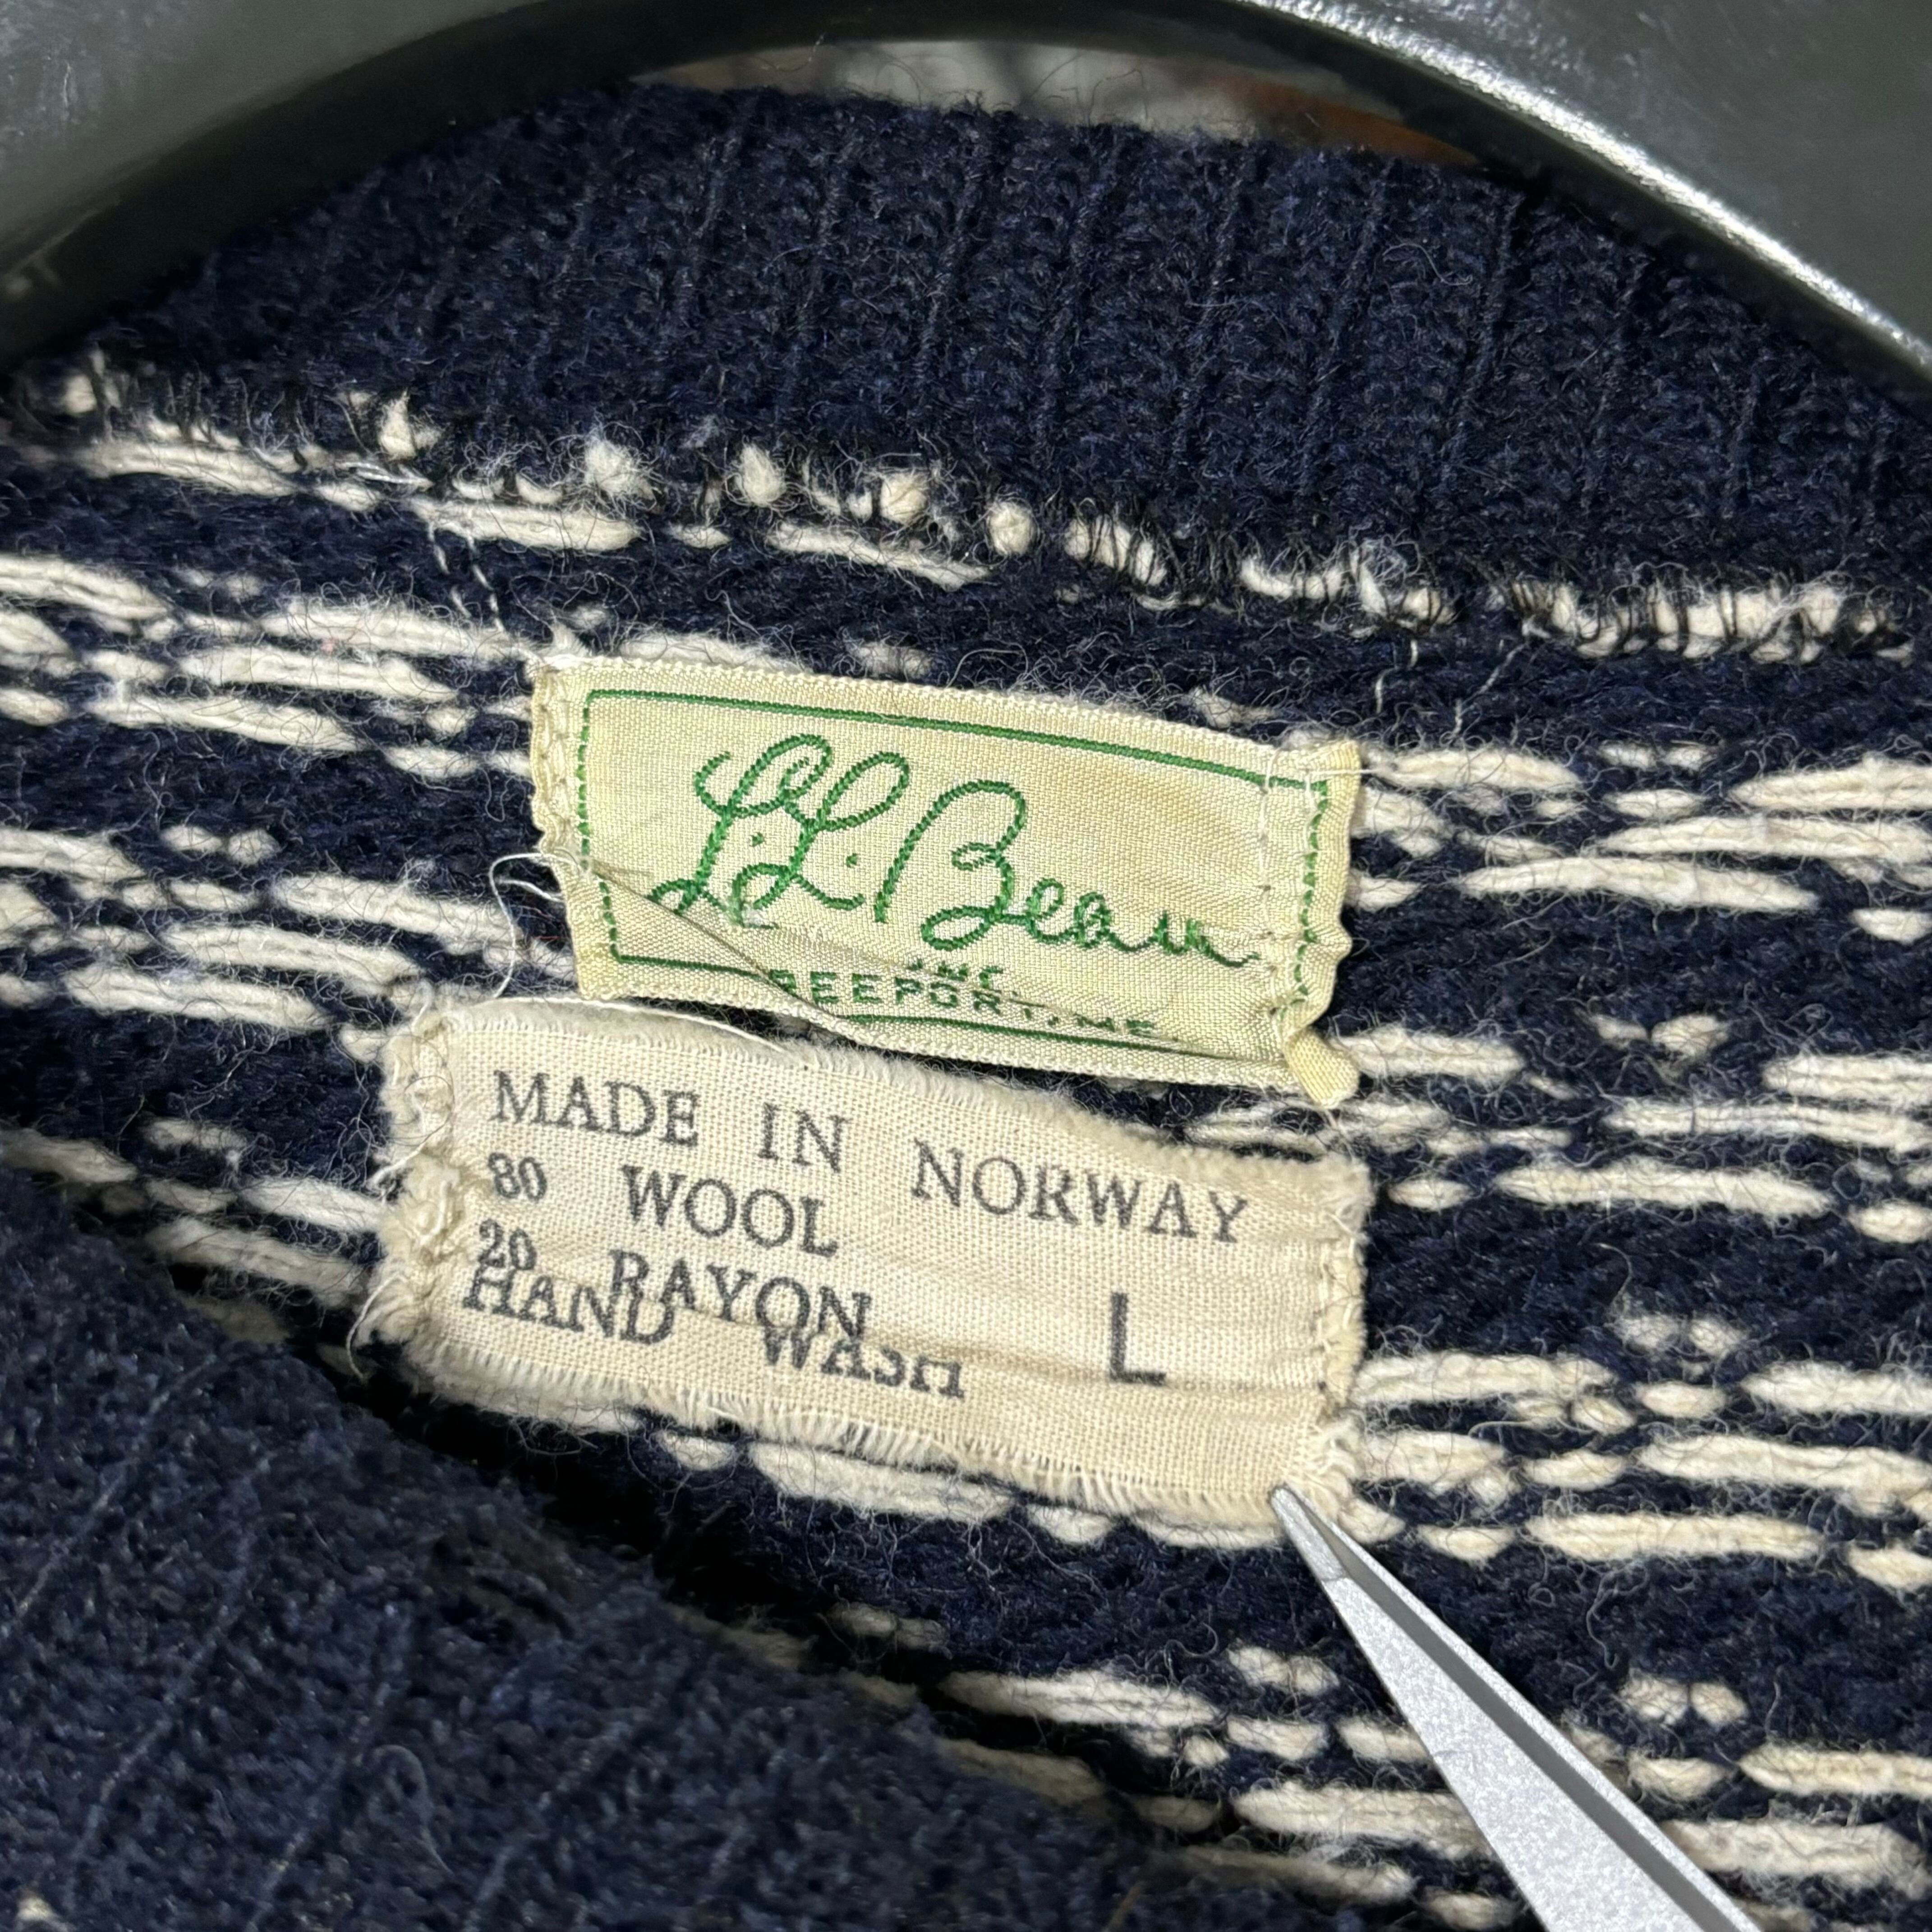 L.L.Bean
INC.
FREEPORT, ME.
MADE IN NORWAY
80 WOOL
20 RAYON
HAND WASH
L